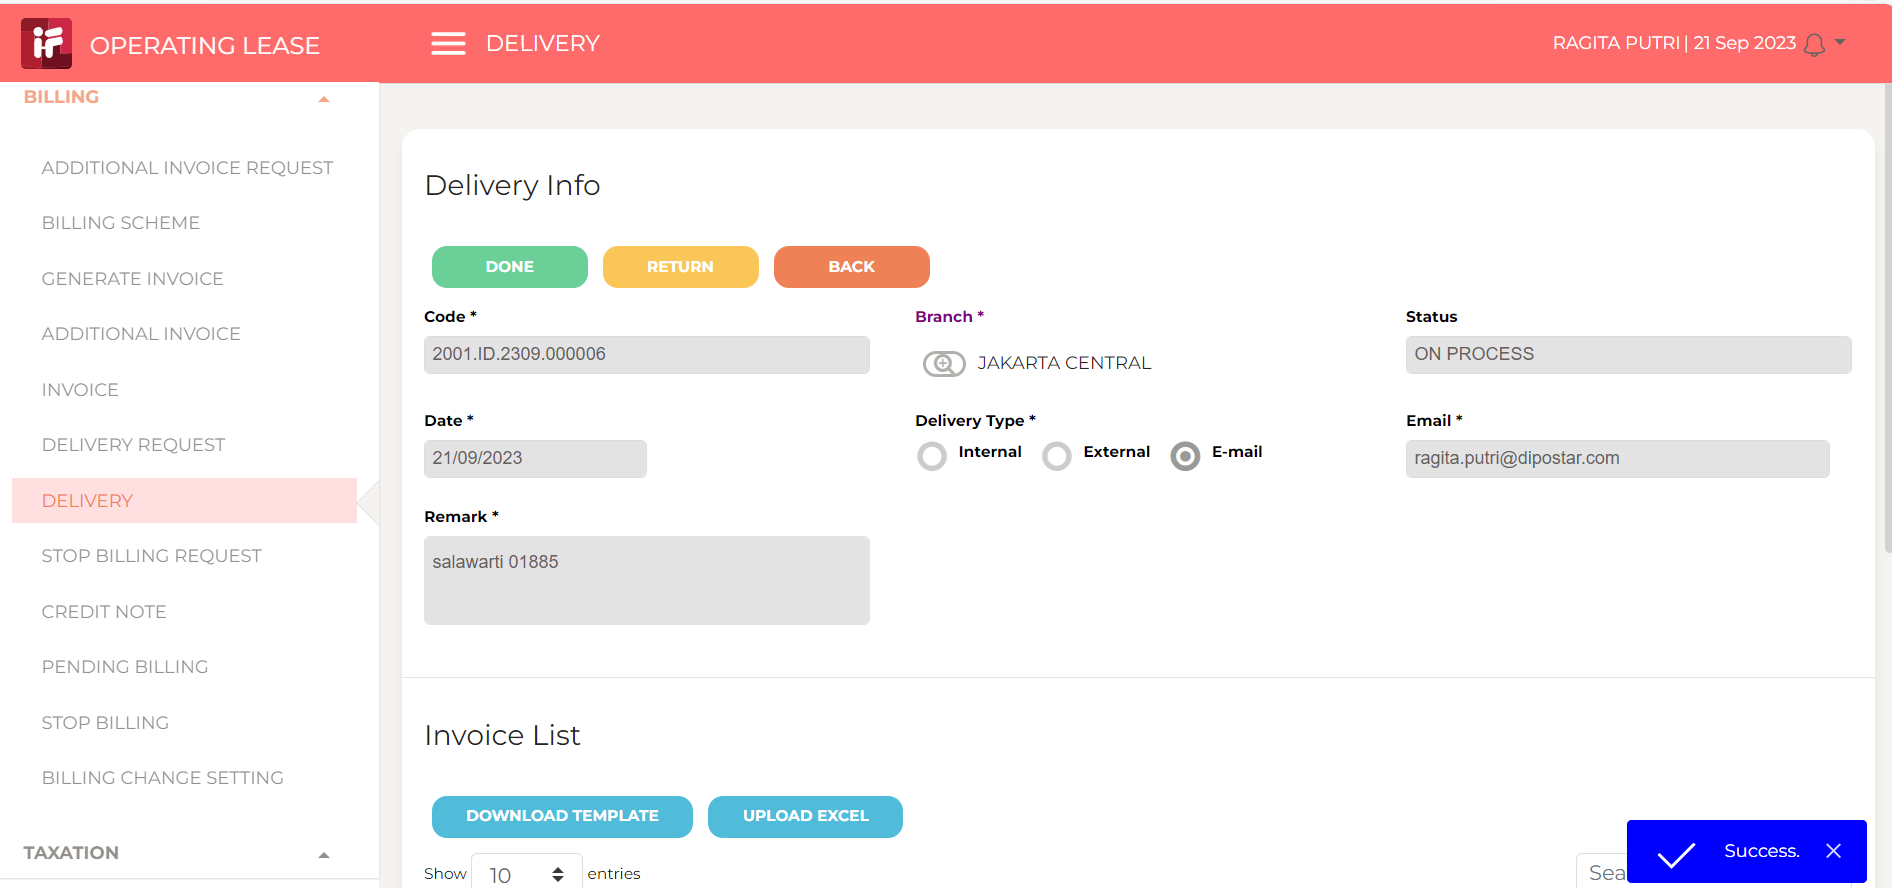 iF
OPERATING LEASE
DELIVERY
RAGITA PUTRI | 21 Sep 2023
BILLING
ADDITIONAL INVOICE REQUEST
BILLING SCHEME
GENERATE INVOICE
ADDITIONAL INVOICE
INVOICE
DELIVERY REQUEST
DELIVERY
STOP BILLING REQUEST
CREDIT NOTE
PENDING BILLING
STOP BILLING
BILLING CHANGE SETTING
TAXATION
Delivery Info
DONE RETURN BACK
Code *
2001.ID.2309.000006
Branch *
JAKARTA CENTRAL
Status
ON PROCESS
Date *
21/09/2023
Delivery Type *
Internal External E-mail
Email *
ragita.putri@dipostar.com
Remark *
salawarti 01885
Invoice List
DOWNLOAD TEMPLATE UPLOAD EXCEL
Show 10 entries
Sea
Success.